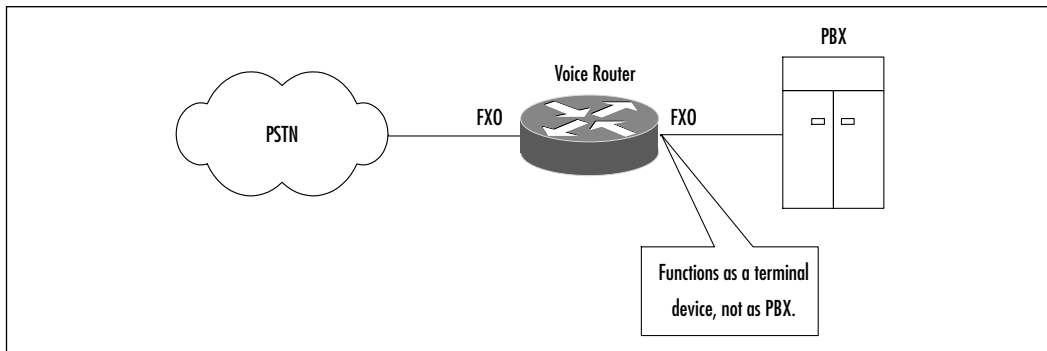 PBX
Voice Router
PSTN
FXO
FXO
Functions as a terminal
device, not as PBX.